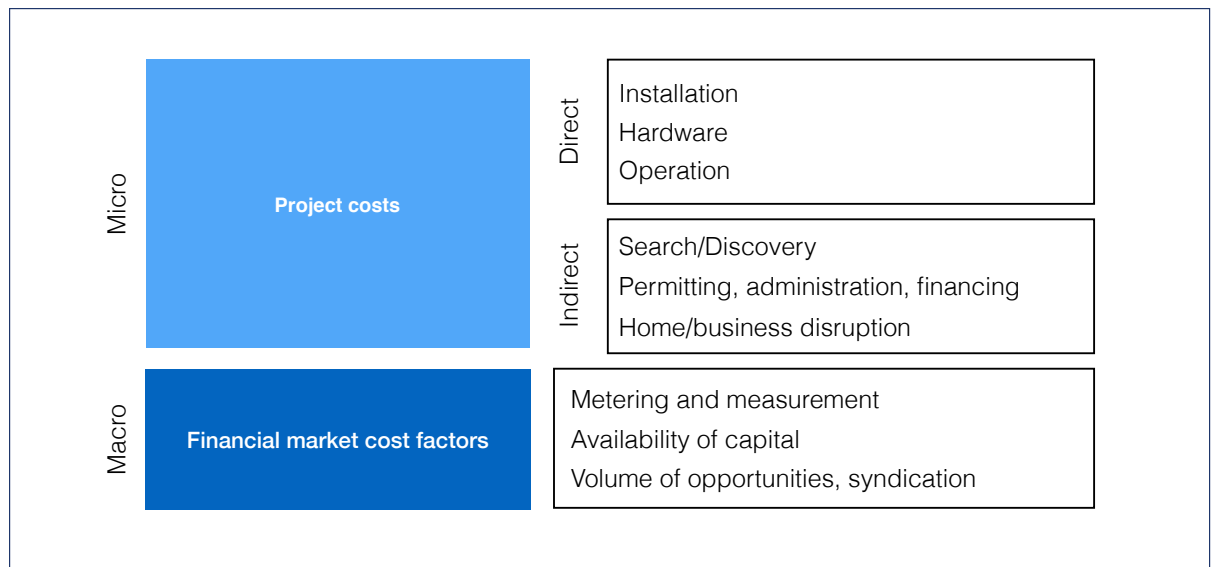 Micro
Project costs
Direct
Installation
Hardware
Operation
Indirect
Search/Discovery
Permitting, administration, financing
Home/business disruption
Macro
Financial market cost factors
Metering and measurement
Availability of capital
Volume of opportunities, syndication